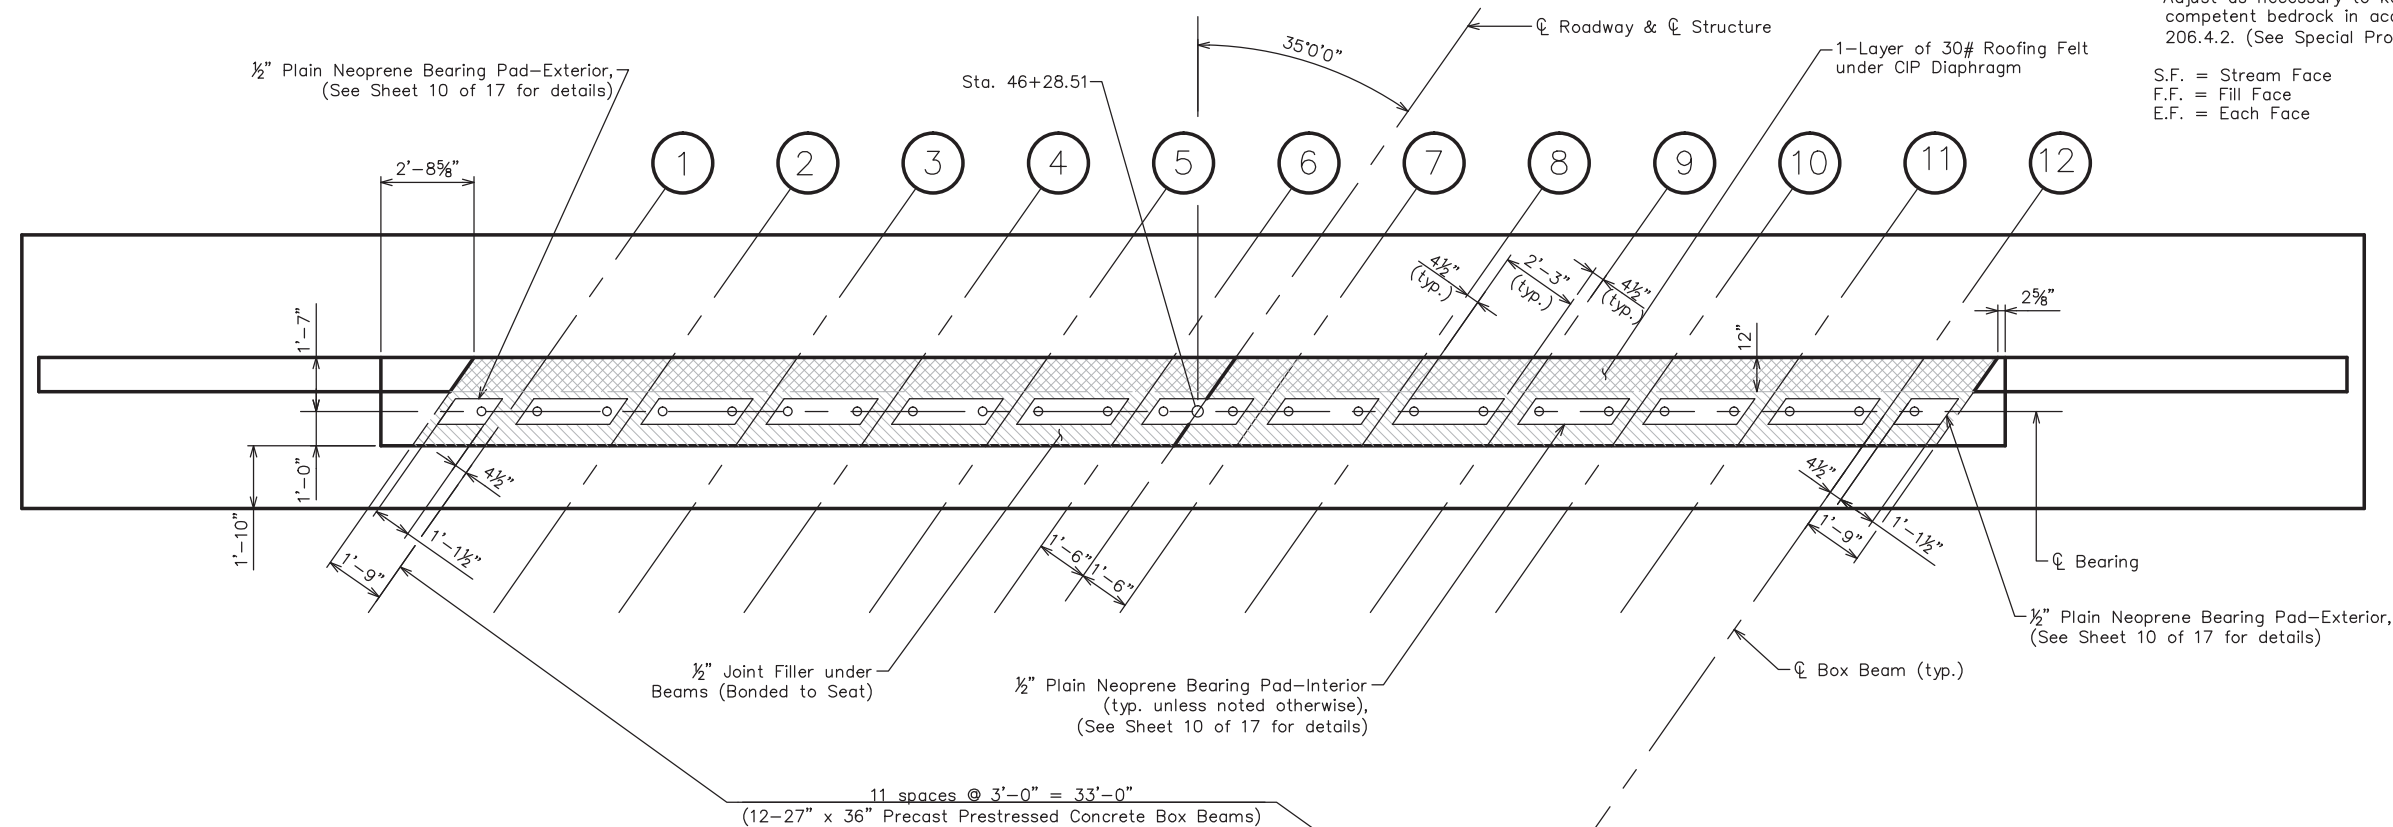 Adjust as necessary to
competent bedrock in
206.4.2. (See Special
℄ Roadway & ℄ Structure
35°0'0"
1-Layer of 30# Roofing Felt
under CIP Diaphragm
½" Plain Neoprene Bearing Pad-Exterior,
(See Sheet 10 of 17 for details)
Sta. 46+28.51
S.F. = Stream Face
F.F. = Fill Face
E.F. = Each Face
1
2
3
4
5
6
7
8
9
10
11
12
2'-8⅝"
4½"
(typ.)
2'-3"
(typ.)
4½"
(typ.)
2⅝"
1'-7"
12"
1'-0"
1'-10"
4½"
1'-1½"
1'-9"
1'-6"
1'-6"
4½"
1'-9"
1'-1½"
℄ Bearing
½" Plain Neoprene Bearing Pad-Exterior,
(See Sheet 10 of 17 for details)
℄ Box Beam (typ.)
½" Joint Filler under
Beams (Bonded to Seat)
½" Plain Neoprene Bearing Pad-Interior
(typ. unless noted otherwise),
(See Sheet 10 of 17 for details)
11 spaces @ 3'-0" = 33'-0"
(12-27" x 36" Precast Prestressed Concrete Box Beams)